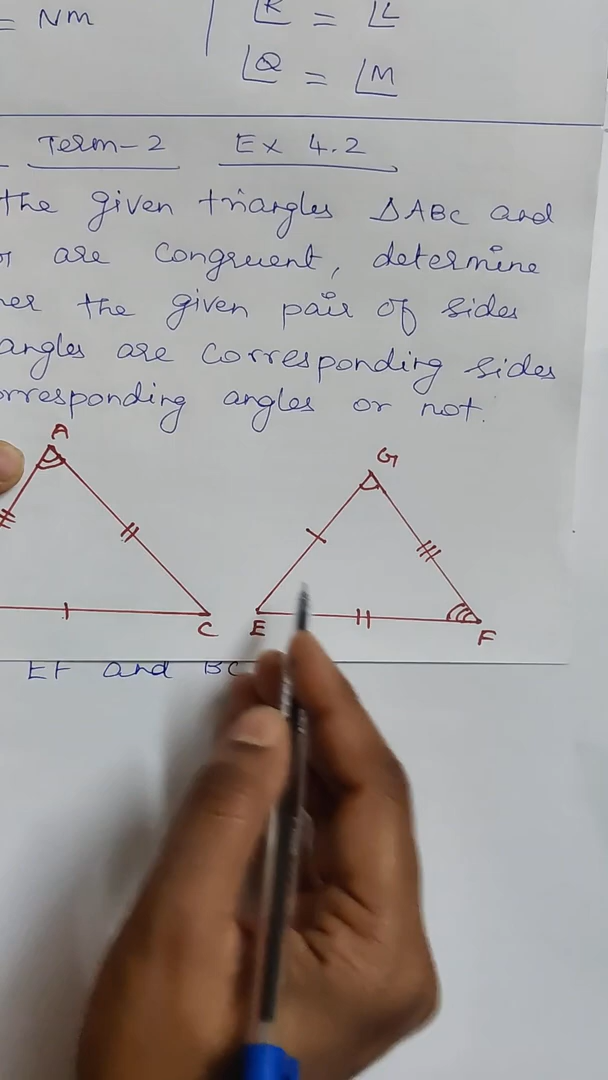 = Nm ∠R = ∠L
∠Q = ∠M
Term-2 Ex 4.2
the given triangles ΔABC and
are congruent, determine
the given pair of sides
angles are corresponding sides
orresponding angles or not.
A
G
C E F
EF and BC